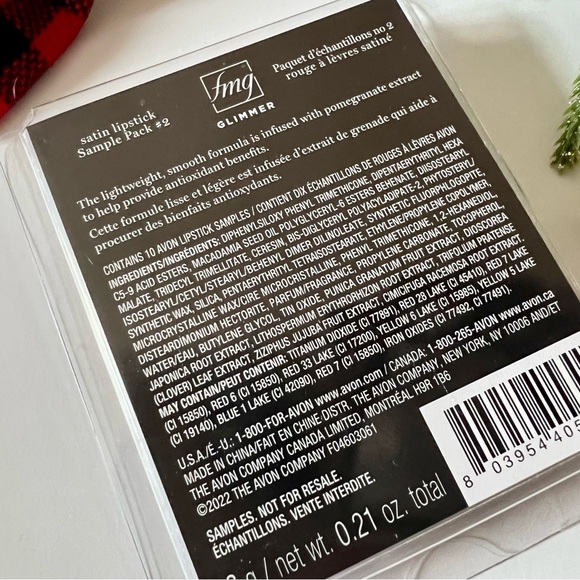 fmg
GLIMMER
satin lipstick
Sample Pack #2
Paquet d'échantillons no 2
rouge à lèvres satiné
The lightweight, smooth formula is infused with pomegranate extract
to help provide antioxidant benefits.
Cette formule lisse et légère est infusée d'extrait de grenade qui aide à
procurer des bienfaits antioxydants.
CONTAINS 10 AVON LIPSTICK SAMPLES / CONTENT DIX ÉCHANTILLONS DE ROUGES À LÈVRES AVON
INGREDIENTS/INGRÉDIENTS: DIPHENYLSILOXY PHENYL TRIMETHICONE, DIPENTAERYTHRITYL HEXA
C5-9 ACID ESTERS, MACADAMIA SEED OIL POLYGLYCERYL-6 ESTERS BEHENATE, DIISOSTEARYL
MALATE, TRIDECYL TRIMELLITATE, CERESIN, BIS-DIGLYCERYL POLYACYLADIPATE-2, PHYTOSTERYL/
ISOSTEARYL/CETYL/STEARYL/BEHENYL DIMER DILINOLEATE, SYNTHETIC FLUORPHLOGOPITE,
SYNTHETIC WAX, SILICA, PENTAERYTHRITYL TETRAISOSTEARATE, ETHYLENE/PROPYLENE COPOLYMER,
MICROCRYSTALLINE WAX/CIRE MICROCRISTALLINE, PHENYL TRIMETHICONE, 1,2-HEXANEDIOL,
DISTEARDIMONIUM HECTORITE, PARFUM/FRAGRANCE, PROPYLENE CARBONATE, TOCOPHEROL,
WATER/EAU, BUTYLENE GLYCOL, TIN OXIDE, PUNICA GRANATUM FRUIT EXTRACT, DIOSCOREA
JAPONICA ROOT EXTRACT, LITHOSPERMUM ERYTHRORHIZON ROOT EXTRACT, TRIFOLIUM PRATENSE
(CLOVER) LEAF EXTRACT, ZIZIPHUS JUJUBA FRUIT EXTRACT, CIMICIFUGA RACEMOSA ROOT EXTRACT.
MAY CONTAIN/PEUT CONTENIR: TITANIUM DIOXIDE (CI 77891), RED 28 LAKE (CI 45410), RED 7 LAKE
(CI 15850), RED 6 (CI 15850), RED 33 LAKE (CI 17200), YELLOW 6 LAKE (CI 15985), YELLOW 5 LAKE
(CI 19140), BLUE 1 LAKE (CI 42090), RED 7 (CI 15850), IRON OXIDES (CI 77492, CI 77491).
U.S.A./É.-U.: 1-800-FOR-AVON www.avon.com / CANADA: 1-800-265-AVON www.avon.ca
MADE IN CHINA/FAIT EN CHINE. DISTR. THE AVON COMPANY, NEW YORK, NY 10006 AND/ET
THE AVON COMPANY CANADA LIMITED, MONTRÉAL H9R 1B6
©2022 THE AVON COMPANY F04603061
SAMPLES, NOT FOR RESALE.
ÉCHANTILLONS, VENTE INTERDITE.
g / net wt. 0.21 oz. total
8 03954 405